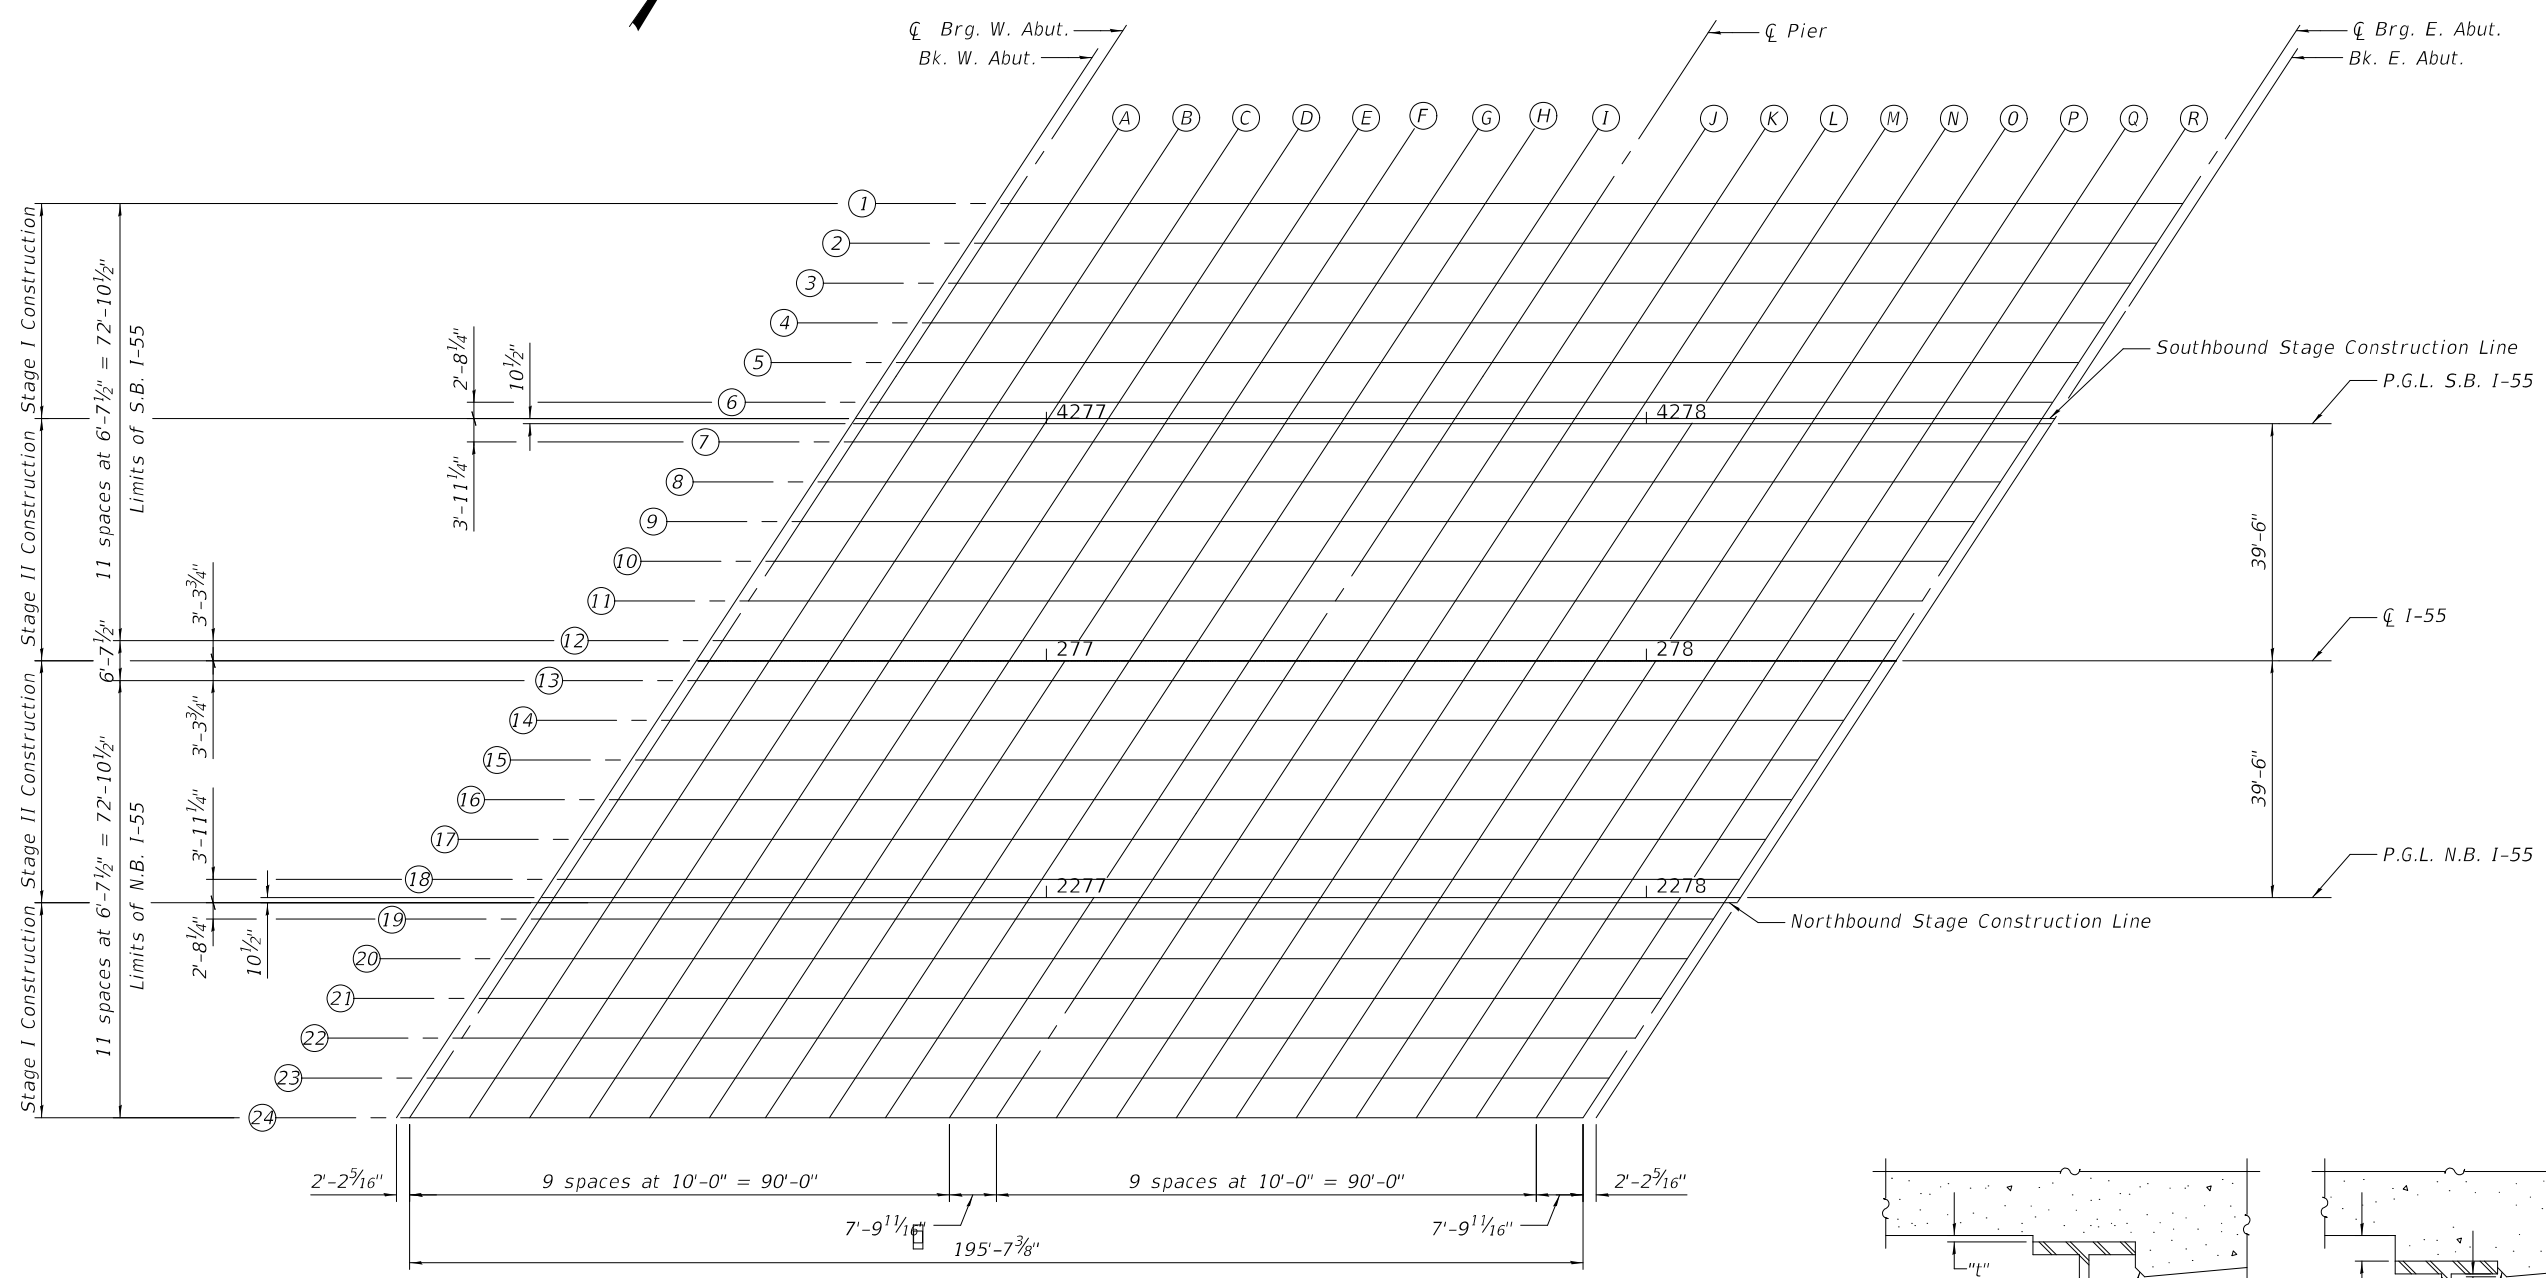 ℄ Brg. W. Abut.
Bk. W. Abut.
℄ Pier
℄ Brg. E. Abut.
Bk. E. Abut.
A B C D E F G H I J K L M N O P Q R
1
2
3
4
5
6
7
8
9
10
11
12
13
14
15
16
17
18
19
20
21
22
23
24
Stage I Construction
Stage II Construction
Stage II Construction
Stage I Construction
11 spaces at 6'-7½" = 72'-10½"
Limits of S.B. I-55
6'-7½"
11 spaces at 6'-7½" = 72'-10½"
Limits of N.B. I-55
2'-8¼"
10½"
3'-11¼"
3'-3¾"
3'-3¾"
3'-11¼"
2'-8¼"
10½"
4277
4278
277
278
2277
2278
Southbound Stage Construction Line
P.G.L. S.B. I-55
39'-6"
℄ I-55
39'-6"
P.G.L. N.B. I-55
Northbound Stage Construction Line
2'-2⁵⁄₁₆"
9 spaces at 10'-0" = 90'-0"
9 spaces at 10'-0" = 90'-0"
2'-2⁵⁄₁₆"
7'-9¹¹⁄₁₆"
7'-9¹¹⁄₁₆"
195'-7⅜"
"t"